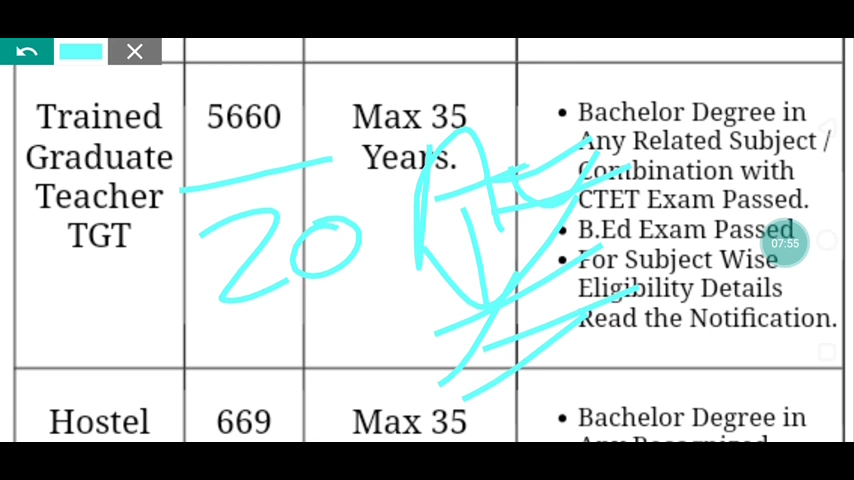 Trained
Graduate
Teacher
TGT
5660
Max 35
Years.
• Bachelor Degree in
Any Related Subject /
Combination with
CTET Exam Passed.
• B.Ed Exam Passed
• For Subject Wise
Eligibility Details
Read the Notification.
20
07:55
Hostel
669
Max 35
• Bachelor Degree in
Any Recognized